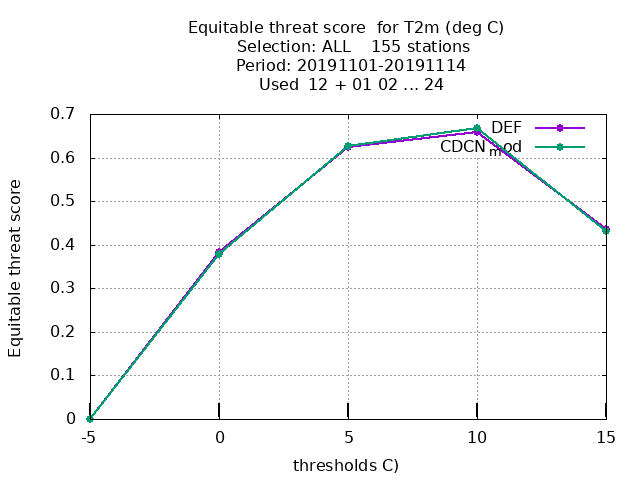 Equitable threat score  for T2m (deg C)
Selection: ALL    155 stations
Period: 20191101-20191114
Used  12 + 01 02 ... 24
0.7
0.6
0.5
0.4
0.3
0.2
0.1
0
Equitable threat score
DEF
CDCNmod
-5
0
5
10
15
thresholds C)